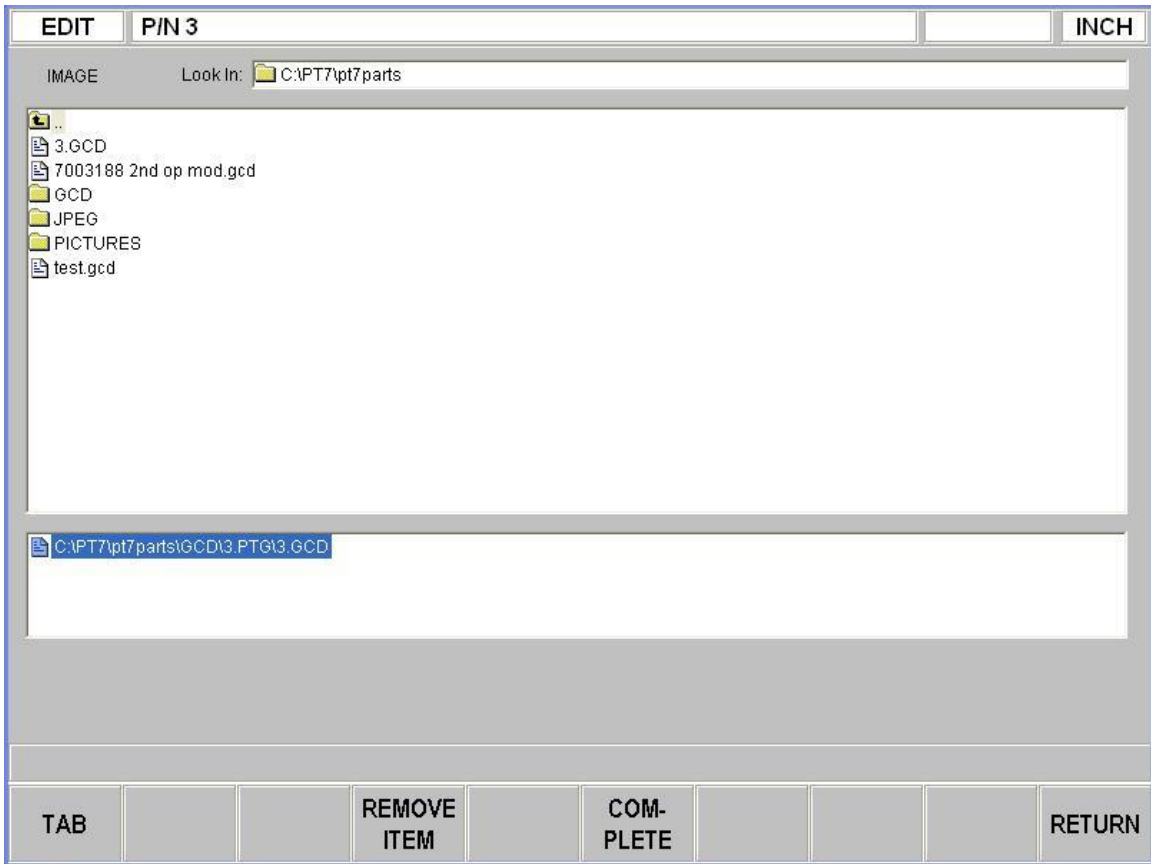 EDIT P/N 3 INCH
IMAGE Look In: C:\PT7\pt7parts
..
3.GCD
7003188 2nd op mod.gcd
GCD
JPEG
PICTURES
test.gcd
C:\PT7\pt7parts\GCD\3.PTG\3.GCD
TAB REMOVE ITEM COM-PLETE RETURN